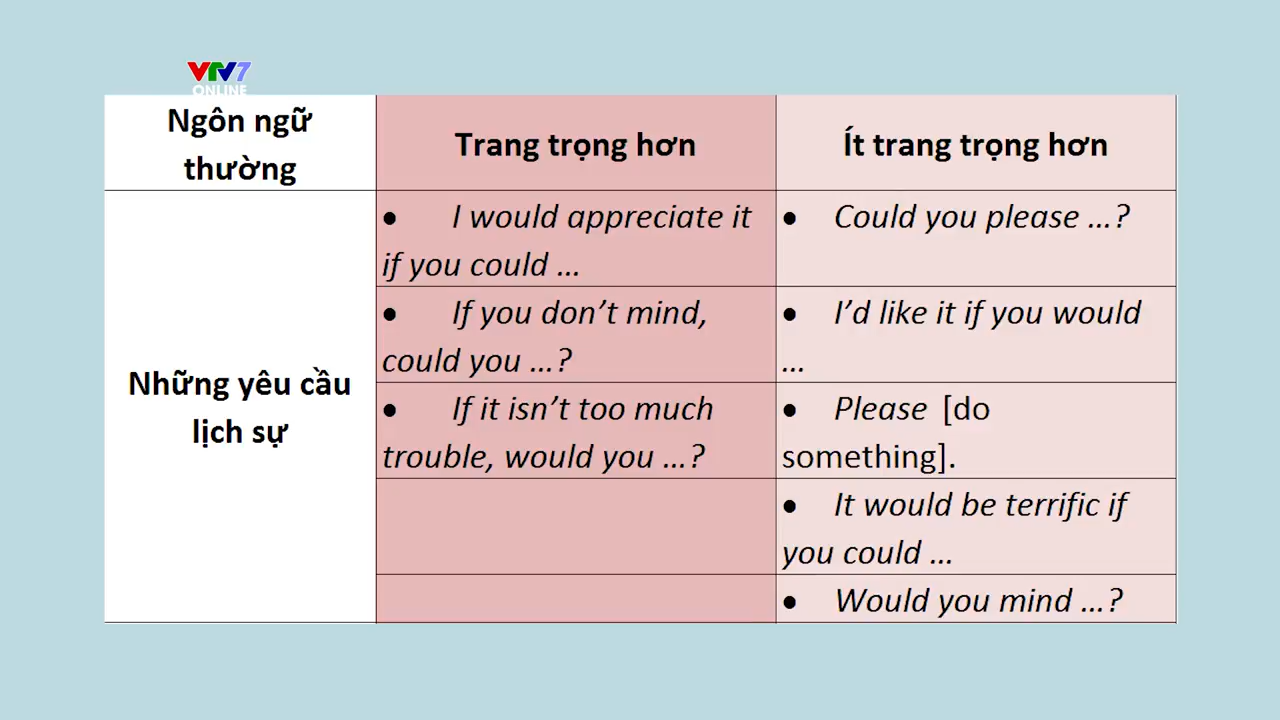 VTV7
ONLINE
Ngôn ngữ
thường
Trang trọng hơn
Ít trang trọng hơn
Những yêu cầu
lịch sự
• I would appreciate it
if you could …
• Could you please …?
• If you don’t mind,
could you …?
• I’d like it if you would
…
• If it isn’t too much
trouble, would you …?
• Please [do
something].
• It would be terrific if
you could …
• Would you mind …?